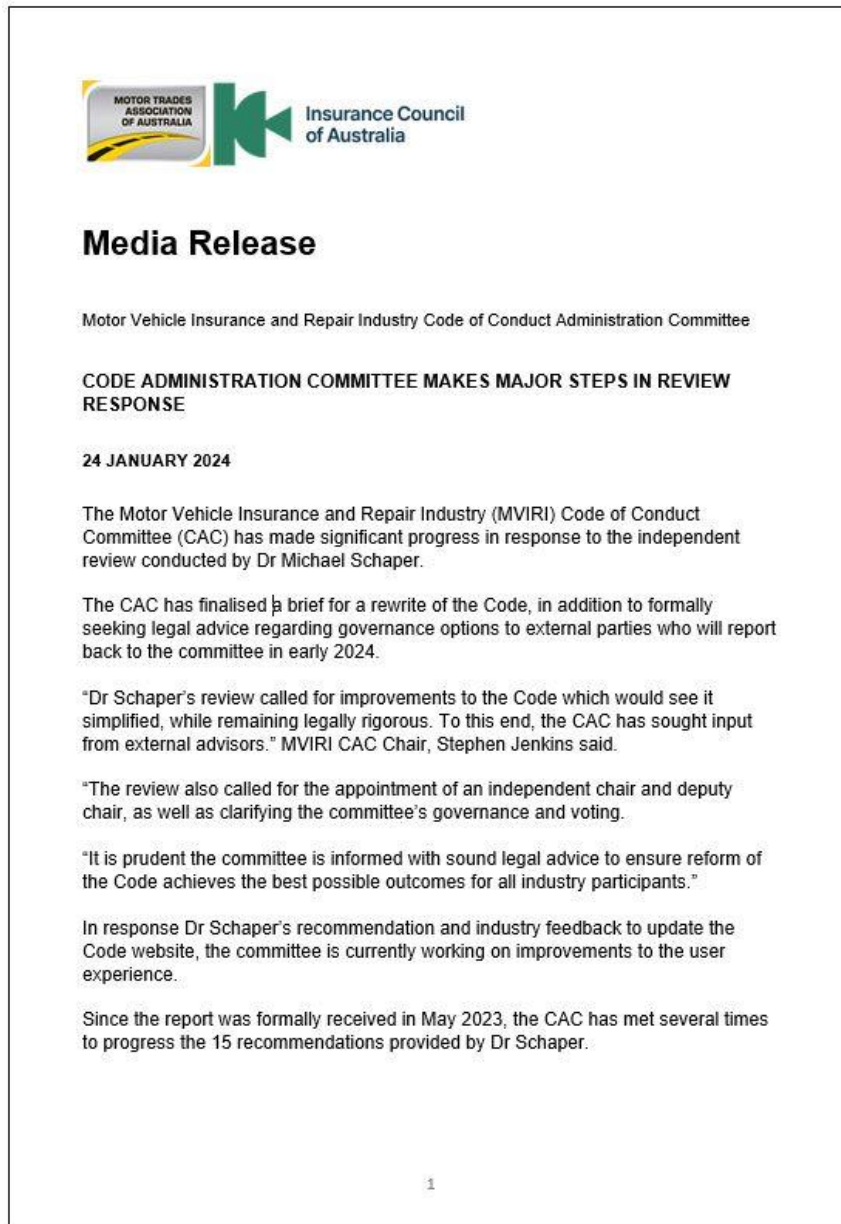 MOTOR TRADES
ASSOCIATION
OF AUSTRALIA
Insurance Council
of Australia
Media Release
Motor Vehicle Insurance and Repair Industry Code of Conduct Administration Committee
CODE ADMINISTRATION COMMITTEE MAKES MAJOR STEPS IN REVIEW
RESPONSE
24 JANUARY 2024
The Motor Vehicle Insurance and Repair Industry (MVIRI) Code of Conduct
Committee (CAC) has made significant progress in response to the independent
review conducted by Dr Michael Schaper.
The CAC has finalised a brief for a rewrite of the Code, in addition to formally
seeking legal advice regarding governance options to external parties who will report
back to the committee in early 2024.
“Dr Schaper’s review called for improvements to the Code which would see it
simplified, while remaining legally rigorous. To this end, the CAC has sought input
from external advisors.” MVIRI CAC Chair, Stephen Jenkins said.
“The review also called for the appointment of an independent chair and deputy
chair, as well as clarifying the committee’s governance and voting.
“It is prudent the committee is informed with sound legal advice to ensure reform of
the Code achieves the best possible outcomes for all industry participants.”
In response Dr Schaper’s recommendation and industry feedback to update the
Code website, the committee is currently working on improvements to the user
experience.
Since the report was formally received in May 2023, the CAC has met several times
to progress the 15 recommendations provided by Dr Schaper.
1